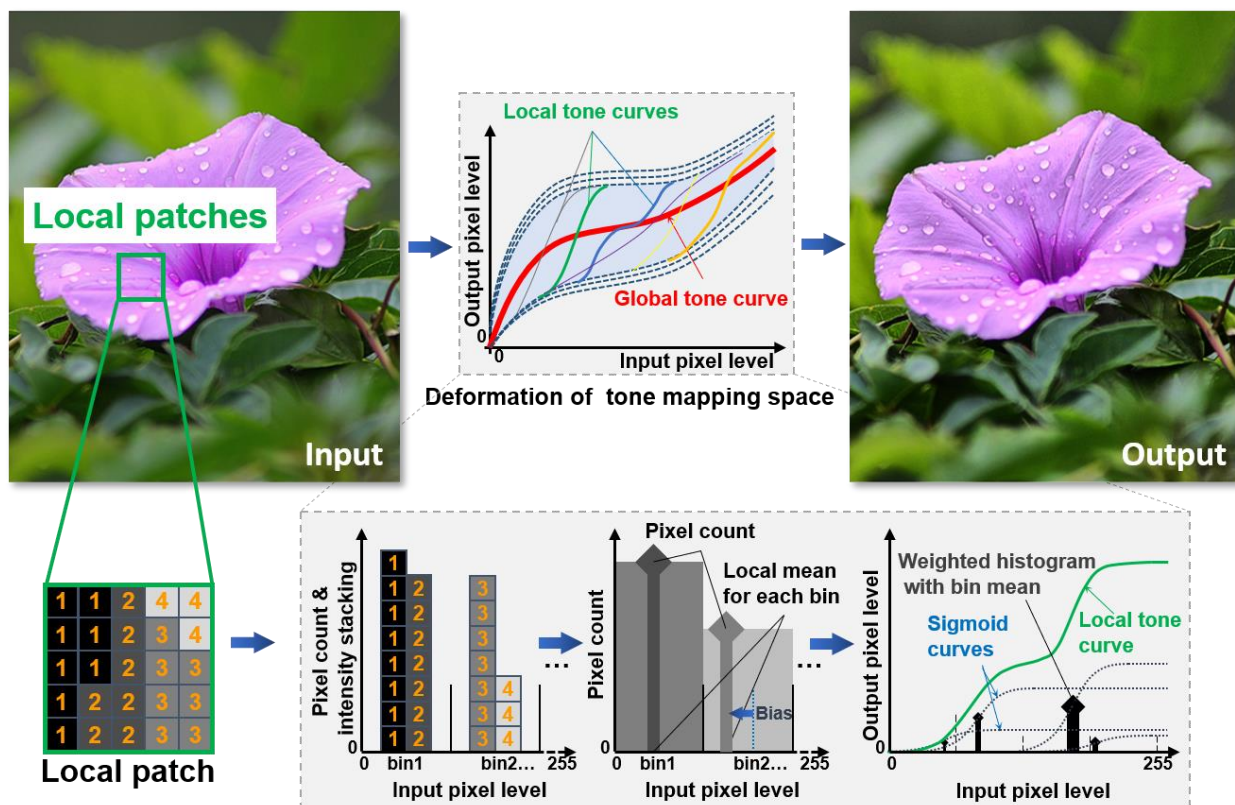 Local patches
Input
Local tone curves
Output pixel level
Global tone curve
0
0
Input pixel level
Deformation of tone mapping space
Output
1 1 2 4 4
1 1 2 3 4
1 1 2 3 3
1 2 2 3 3
1 2 2 3 3
Local patch
Pixel count &
intensity stacking
1
1 2 3
1 2 3
1 2 3
1 2 3
1 2 3 4
1 2 3 4
1 2 3 4
...
0
0 bin1 bin2... 255
Input pixel level
Pixel count
Local mean
for each bin
Pixel count
...
Bias
0
0 bin1 bin2... 255
Input pixel level
Weighted histogram
with bin mean
Sigmoid
curves
Local tone
curve
Output pixel level
0
0 255
Input pixel level